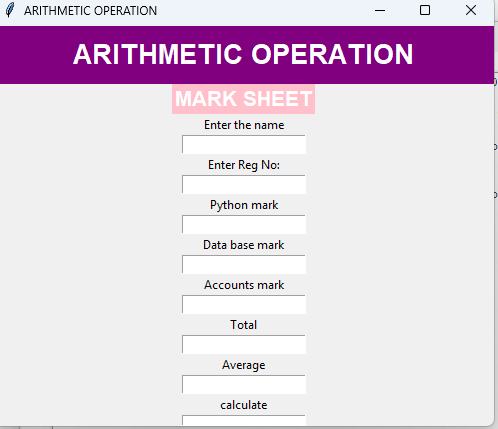 ARITHMETIC OPERATION
ARITHMETIC OPERATION
MARK SHEET
Enter the name
Enter Reg No:
Python mark
Data base mark
Accounts mark
Total
Average
calculate